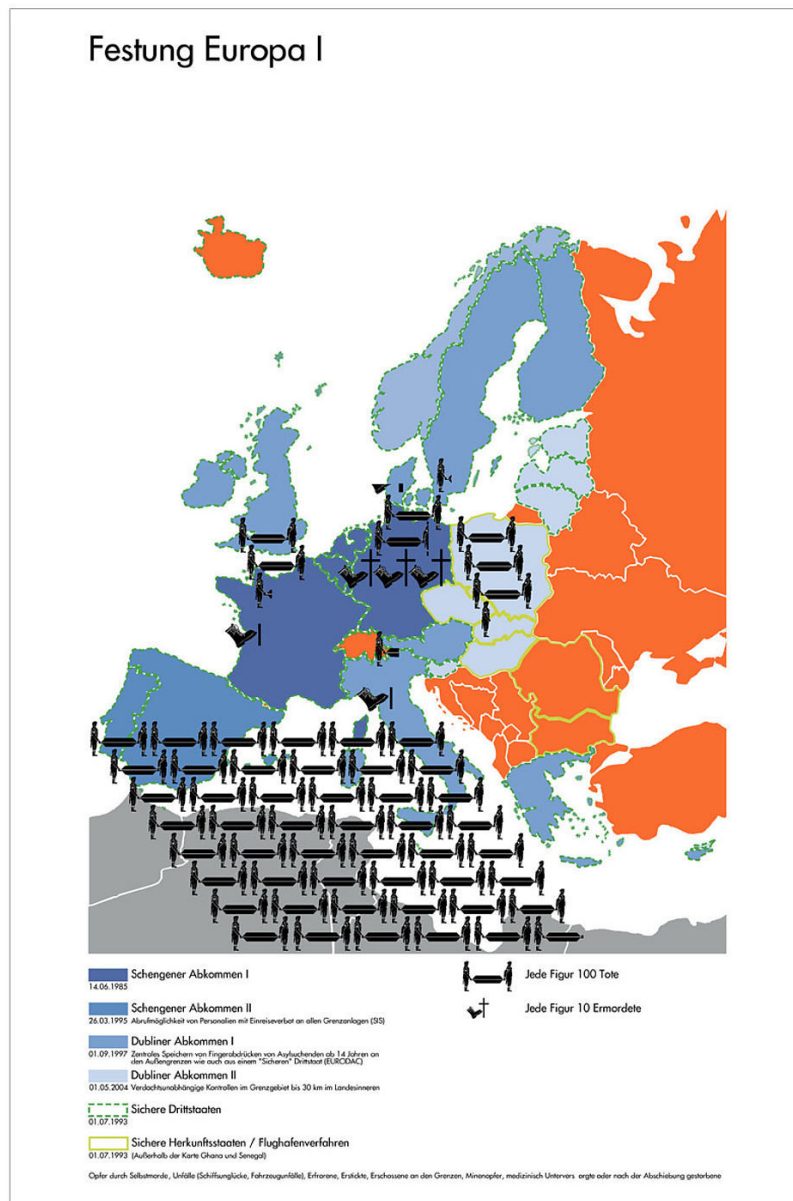 Festung Europa I
Schengener Abkommen I
14.06.1985
Schengener Abkommen II
26.03.1995 Abrufmöglichkeit von Personalien mit Einreiseverbot an allen Grenzanlagen (SIS)
Dubliner Abkommen I
01.09.1997 Zentrales Speichern von Fingerabdrücken von Asylsuchenden ab 14 Jahren an
den Außengrenzen wie auch aus einem "Sicheren" Drittstaat (EURODAC)
Dubliner Abkommen II
01.05.2004 Verdachtsunabhängige Kontrollen im Grenzgebiet bis 30 km im Landesinneren
Sichere Drittstaaten
01.07.1993
Sichere Herkunftsstaaten / Flughafenverfahren
01.07.1993 (Außerhalb der Karte Ghana und Senegal)
Jede Figur 100 Tote
Jede Figur 10 Ermordete
Opfer durch Selbstmorde, Unfälle (Schiffsunglücke, Fahrzeugunfälle), Erfrorene, Erstickte, Erschossene an den Grenzen, Minenopfer, medizinisch Untervers orgte oder nach der Abschiebung gestorbene